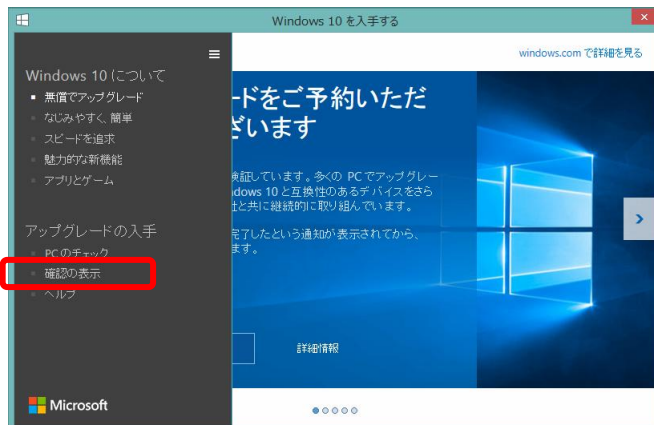 Windows 10 を入手する
windows.com で詳細を見る
Windows 10 について
無償でアップグレード
なじみやすく、簡単
スピードを追求
魅力的な新機能
アプリとゲーム
アップグレードの入手
PC のチェック
確認の表示
ヘルプ
Microsoft
ードをご予約いただ
ざいます
検証しています。多くの PC でアップグレー
dows 10 と互換性のあるデバイスをさら
社と共に継続的に取り組んでいます。
完了したという通知が表示されてから、
ます。
詳細情報